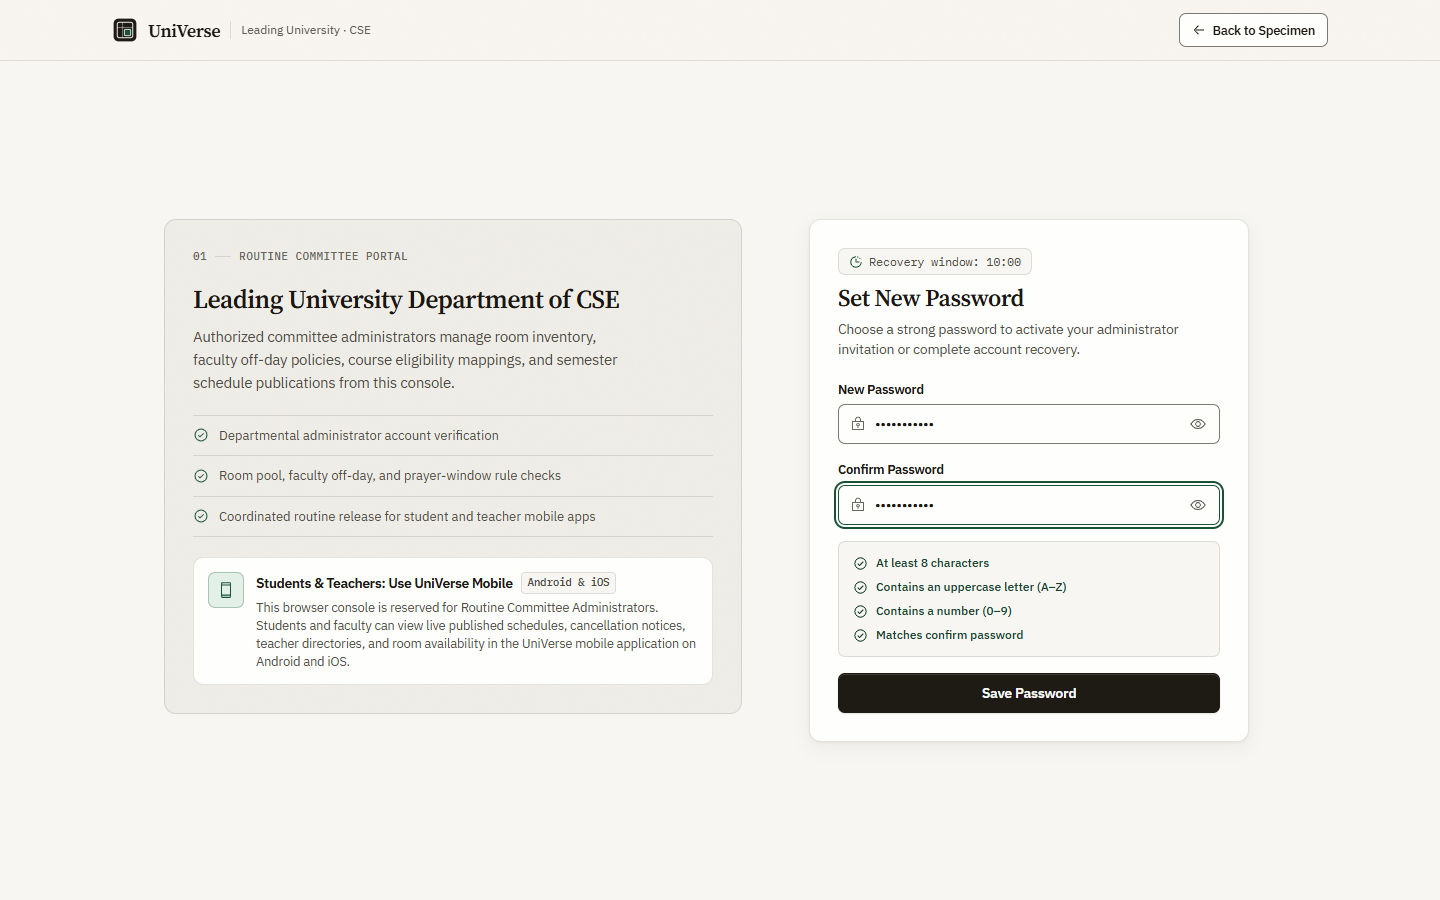 UniVerse
Leading University · CSE
← Back to Specimen
01 — ROUTINE COMMITTEE PORTAL
Leading University Department of CSE
Authorized committee administrators manage room inventory,
faculty off-day policies, course eligibility mappings, and semester
schedule publications from this console.
Departmental administrator account verification
Room pool, faculty off-day, and prayer-window rule checks
Coordinated routine release for student and teacher mobile apps
Students & Teachers: Use UniVerse Mobile Android & iOS
This browser console is reserved for Routine Committee Administrators.
Students and faculty can view live published schedules, cancellation notices,
teacher directories, and room availability in the UniVerse mobile application on
Android and iOS.
Recovery window: 10:00
Set New Password
Choose a strong password to activate your administrator
invitation or complete account recovery.
New Password
•••••••••••
Confirm Password
•••••••••••
At least 8 characters
Contains an uppercase letter (A–Z)
Contains a number (0–9)
Matches confirm password
Save Password